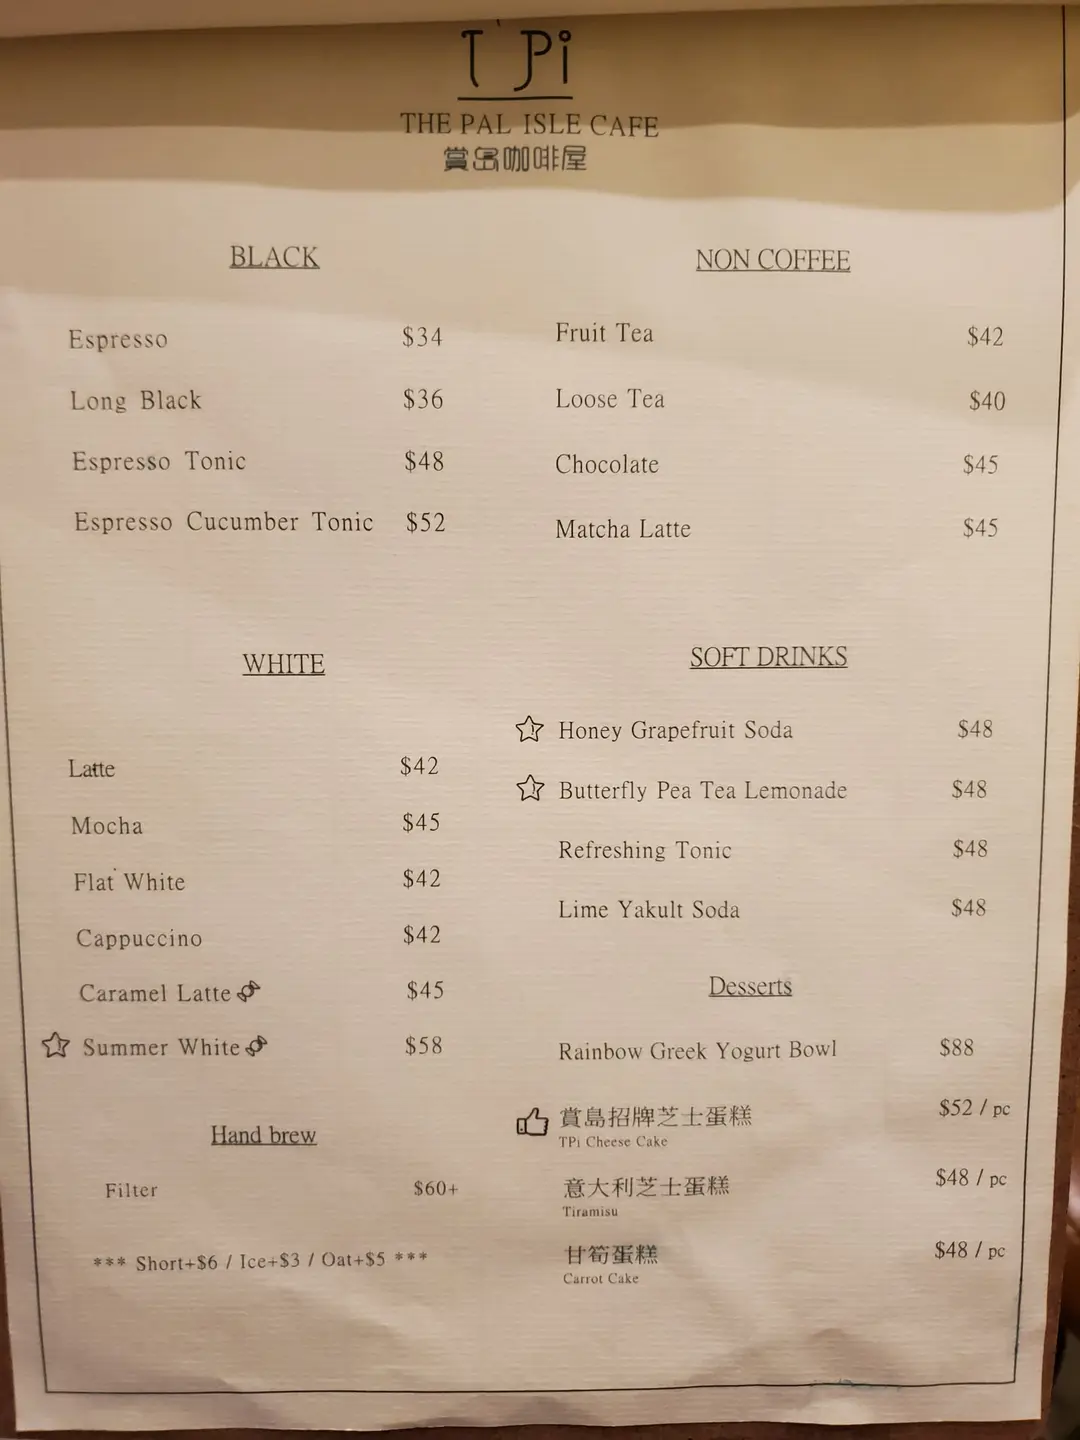 T'Pi
THE PAL ISLE CAFE
賞島咖啡屋
BLACK
Espresso $34
Long Black $36
Espresso Tonic $48
Espresso Cucumber Tonic $52
WHITE
Latte $42
Mocha $45
Flat White $42
Cappuccino $42
Caramel Latte $45
Summer White $58
Hand brew
Filter $60+
*** Short+$6 / Ice+$3 / Oat+$5 ***
NON COFFEE
Fruit Tea $42
Loose Tea $40
Chocolate $45
Matcha Latte $45
SOFT DRINKS
Honey Grapefruit Soda $48
Butterfly Pea Tea Lemonade $48
Refreshing Tonic $48
Lime Yakult Soda $48
Desserts
Rainbow Greek Yogurt Bowl $88
賞島招牌芝士蛋糕 $52 / pc
TPi Cheese Cake
意大利芝士蛋糕 $48 / pc
Tiramisu
甘筍蛋糕 $48 / pc
Carrot Cake